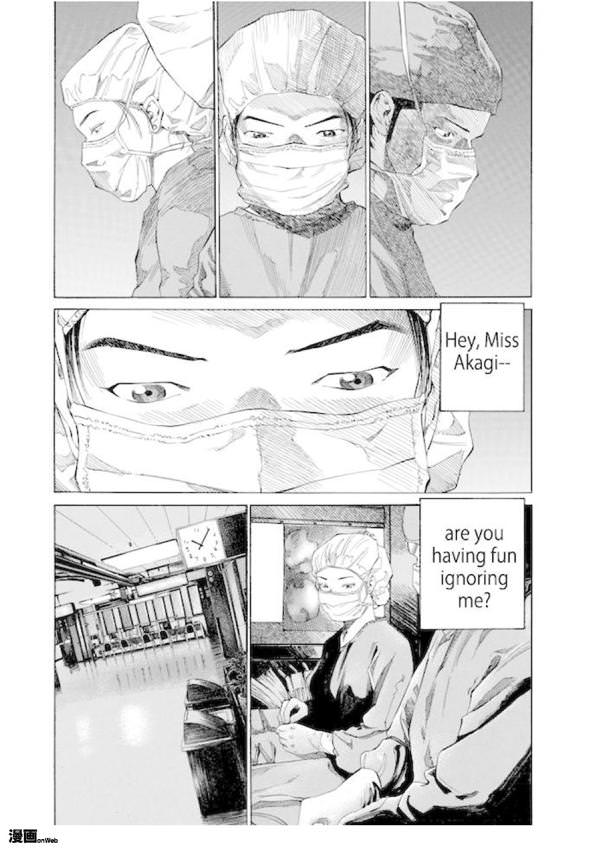 Hey, Miss
Akagi--
are you
having fun
ignoring
me?
漫画onWeb